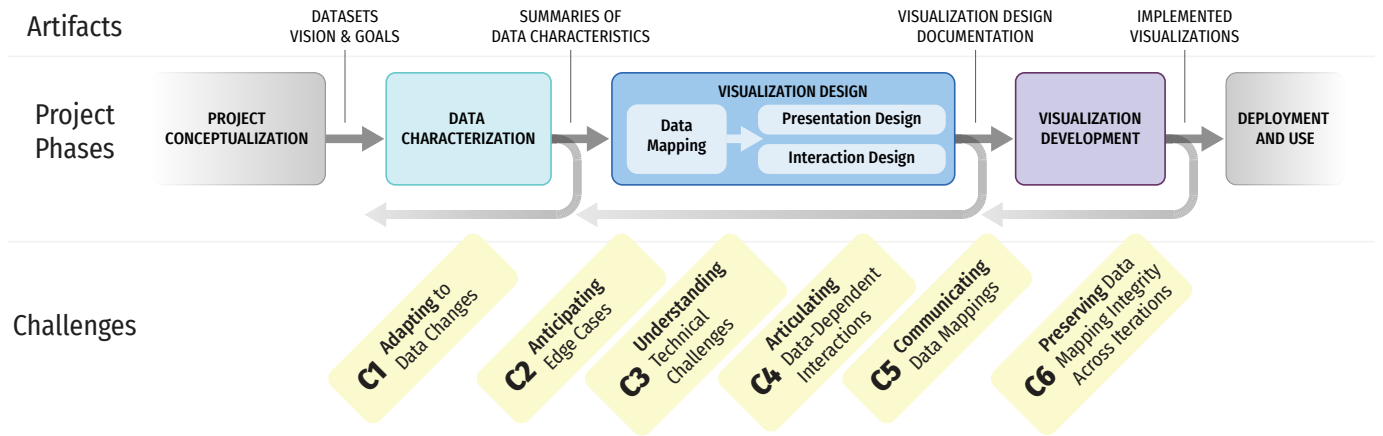 Artifacts
DATASETS
VISION & GOALS
SUMMARIES OF
DATA CHARACTERISTICS
VISUALIZATION DESIGN
DOCUMENTATION
IMPLEMENTED
VISUALIZATIONS
Project
Phases
PROJECT
CONCEPTUALIZATION
DATA
CHARACTERIZATION
VISUALIZATION DESIGN
Data
Mapping
Presentation Design
Interaction Design
VISUALIZATION
DEVELOPMENT
DEPLOYMENT
AND USE
Challenges
C1 Adapting to
Data Changes
C2 Anticipating
Edge Cases
C3 Understanding
Technical
Challenges
C4 Articulating
Data-Dependent
Interactions
C5 Communicating
Data Mappings
C6 Preserving Data
Mapping Integrity
Across Iterations